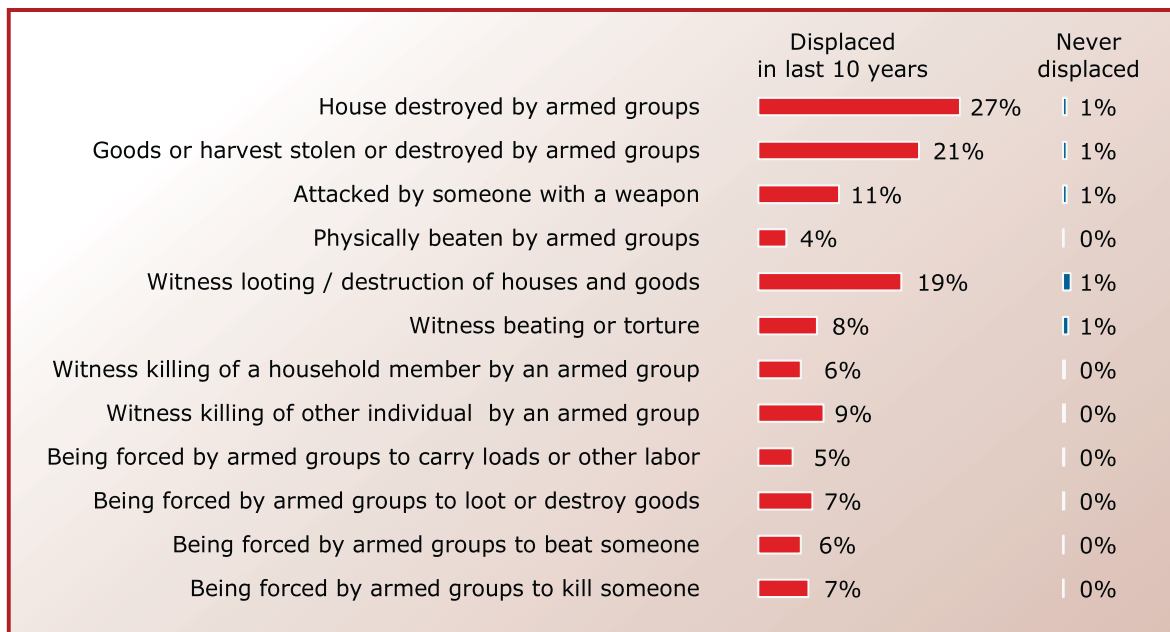 Displaced
in last 10 years
Never
displaced
House destroyed by armed groups 27% 1%
Goods or harvest stolen or destroyed by armed groups 21% 1%
Attacked by someone with a weapon 11% 1%
Physically beaten by armed groups 4% 0%
Witness looting / destruction of houses and goods 19% 1%
Witness beating or torture 8% 1%
Witness killing of a household member by an armed group 6% 0%
Witness killing of other individual by an armed group 9% 0%
Being forced by armed groups to carry loads or other labor 5% 0%
Being forced by armed groups to loot or destroy goods 7% 0%
Being forced by armed groups to beat someone 6% 0%
Being forced by armed groups to kill someone 7% 0%